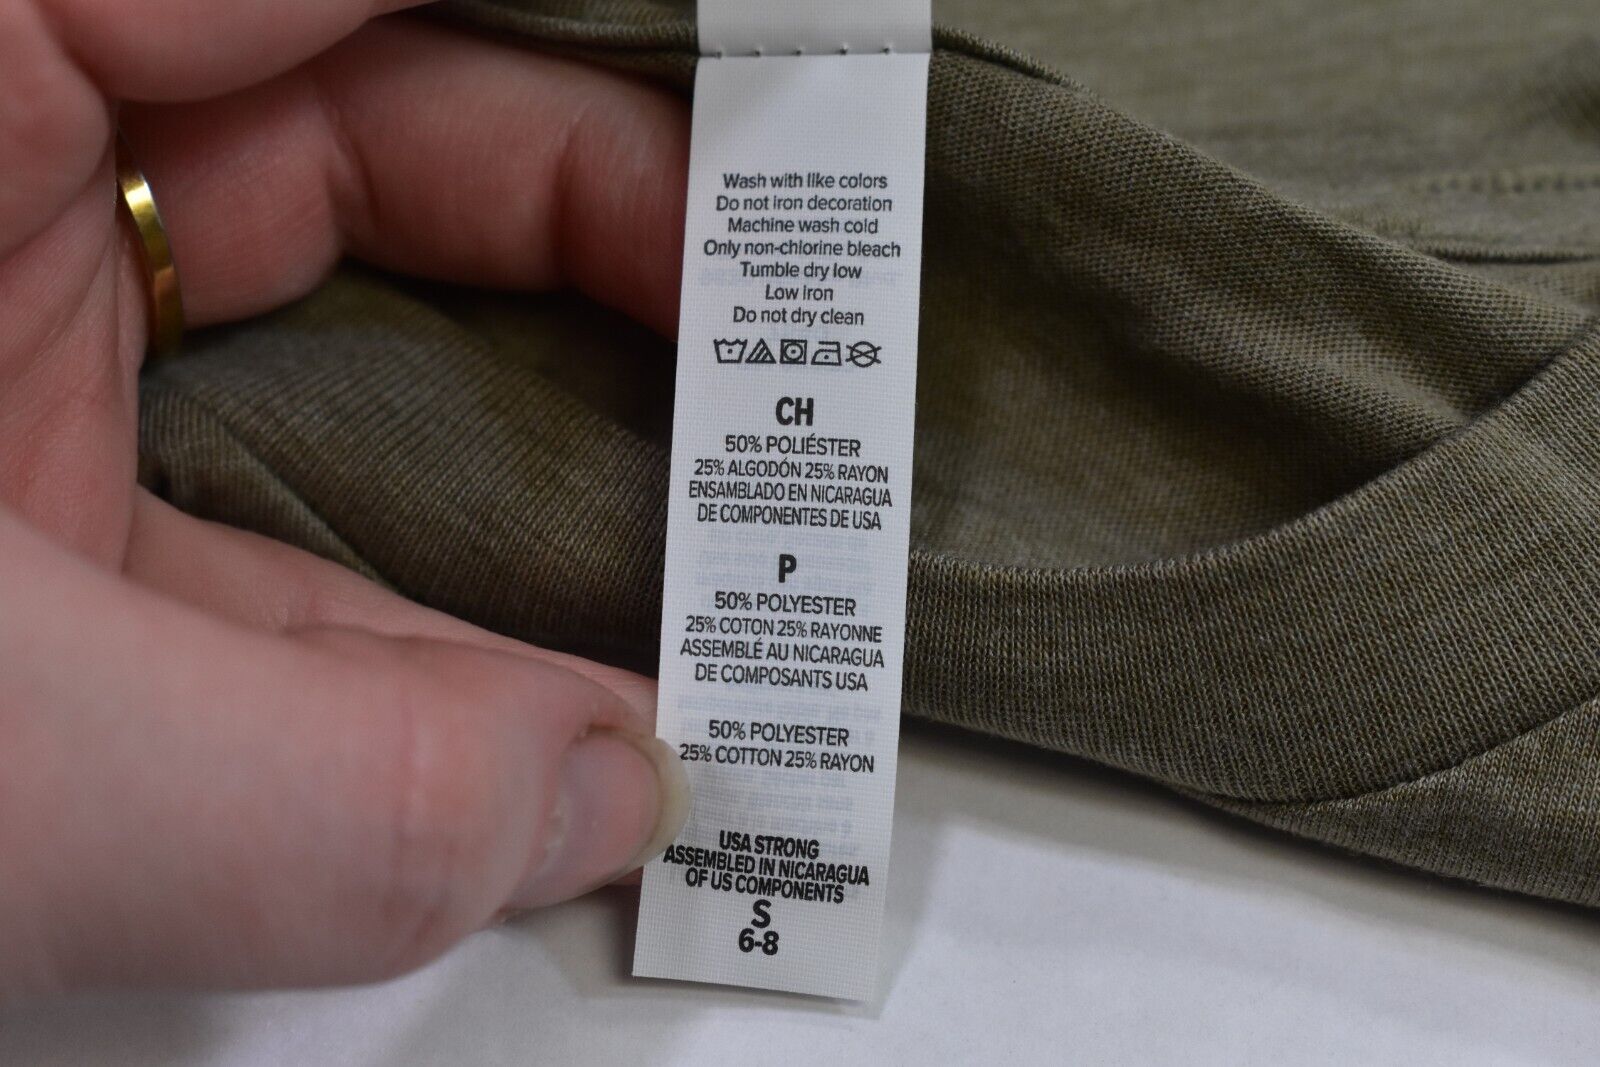 Wash with like colors
Do not iron decoration
Machine wash cold
Only non-chlorine bleach
Tumble dry low
Low iron
Do not dry clean
CH
50% POLIÉSTER
25% ALGODÓN 25% RAYON
ENSAMBLADO EN NICARAGUA
DE COMPONENTES DE USA
P
50% POLYESTER
25% COTON 25% RAYONNE
ASSEMBLÉ AU NICARAGUA
DE COMPOSANTS USA
50% POLYESTER
25% COTTON 25% RAYON
USA STRONG
ASSEMBLED IN NICARAGUA
OF US COMPONENTS
S
6-8